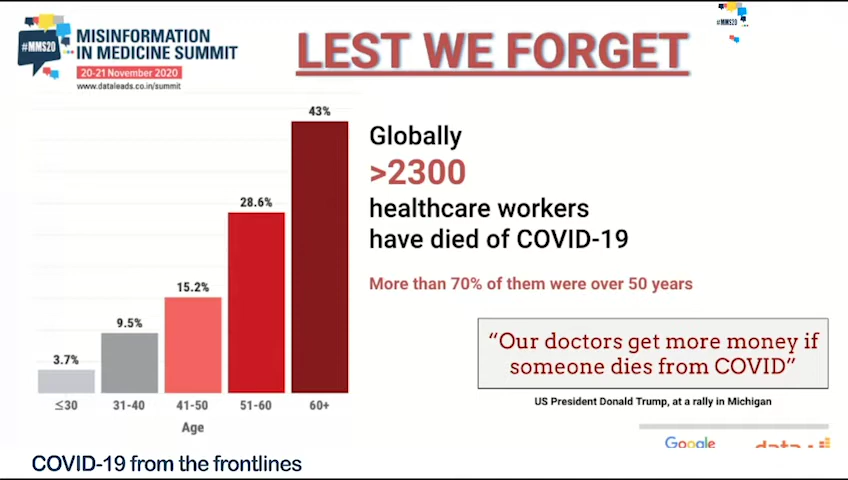 #MMS20
MISINFORMATION
IN MEDICINE SUMMIT
20-21 November 2020
www.dataleads.co.in/summit
LEST WE FORGET
#MMS20
43%
28.6%
15.2%
9.5%
3.7%
≤30 31-40 41-50 51-60 60+
Age
Globally
>2300
healthcare workers
have died of COVID-19
More than 70% of them were over 50 years
“Our doctors get more money if
someone dies from COVID”
US President Donald Trump, at a rally in Michigan
Google
COVID-19 from the frontlines